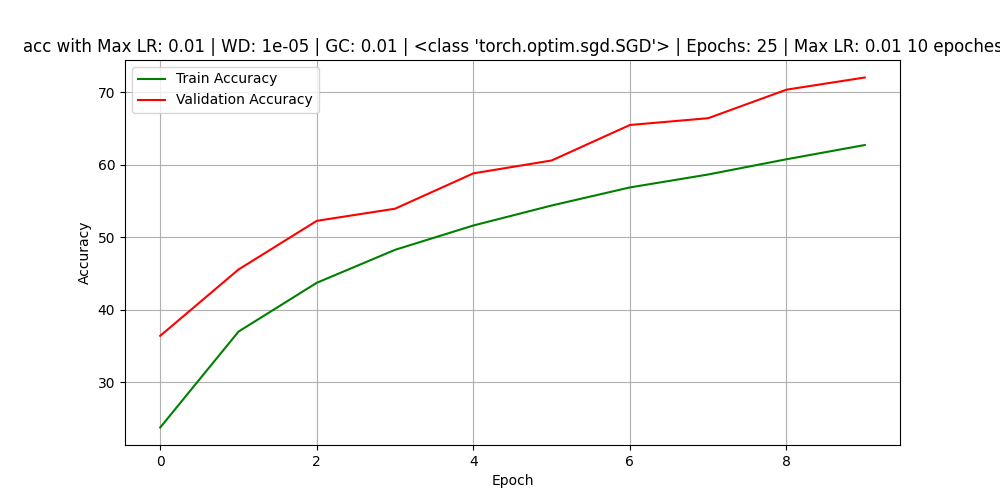 acc with Max LR: 0.01 | WD: 1e-05 | GC: 0.01 | <class 'torch.optim.sgd.SGD'> | Epochs: 25 | Max LR: 0.01 10 epoches
Train Accuracy
Validation Accuracy
70
60
50
40
30
Accuracy
0 2 4 6 8
Epoch